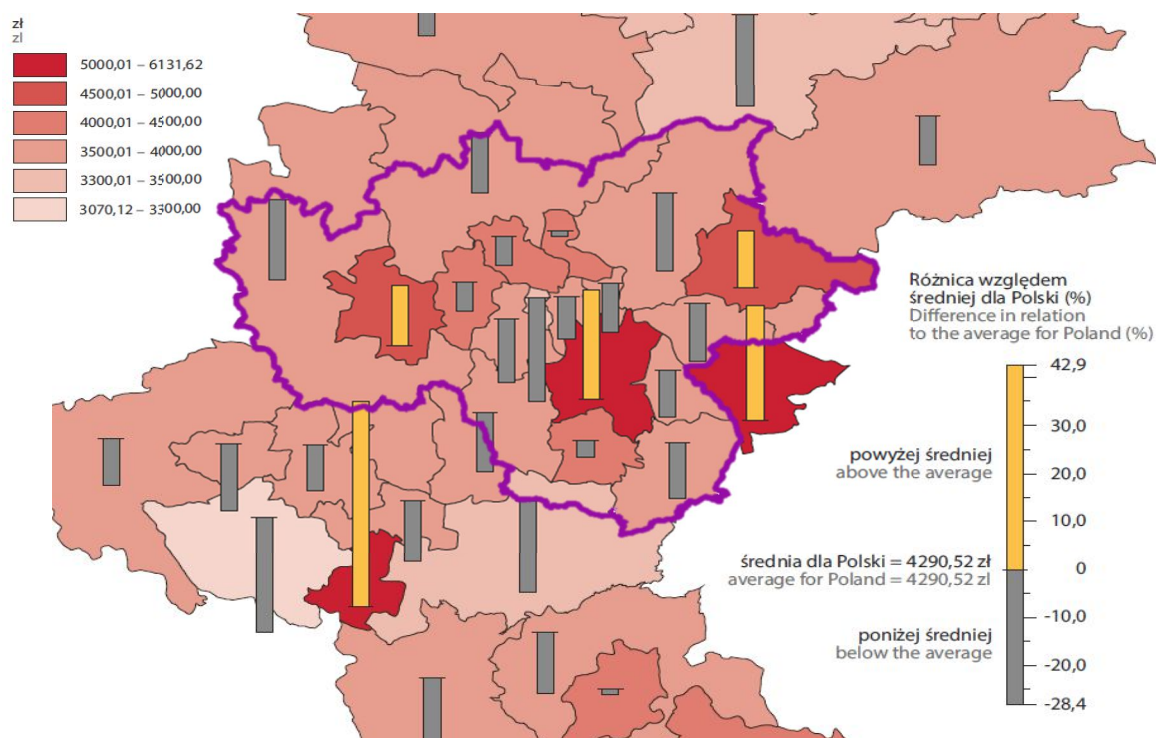 zł
zl
5000,01 – 6131,62
4500,01 – 5000,00
4000,01 – 4500,00
3500,01 – 4000,00
3300,01 – 3500,00
3070,12 – 3300,00
Różnica względem
średniej dla Polski (%)
Difference in relation
to the average for Poland (%)
42,9
30,0
powyżej średniej
above the average
20,0
10,0
średnia dla Polski = 4290,52 zł
average for Poland = 4290,52 zl
0
-10,0
poniżej średniej
below the average
-20,0
-28,4